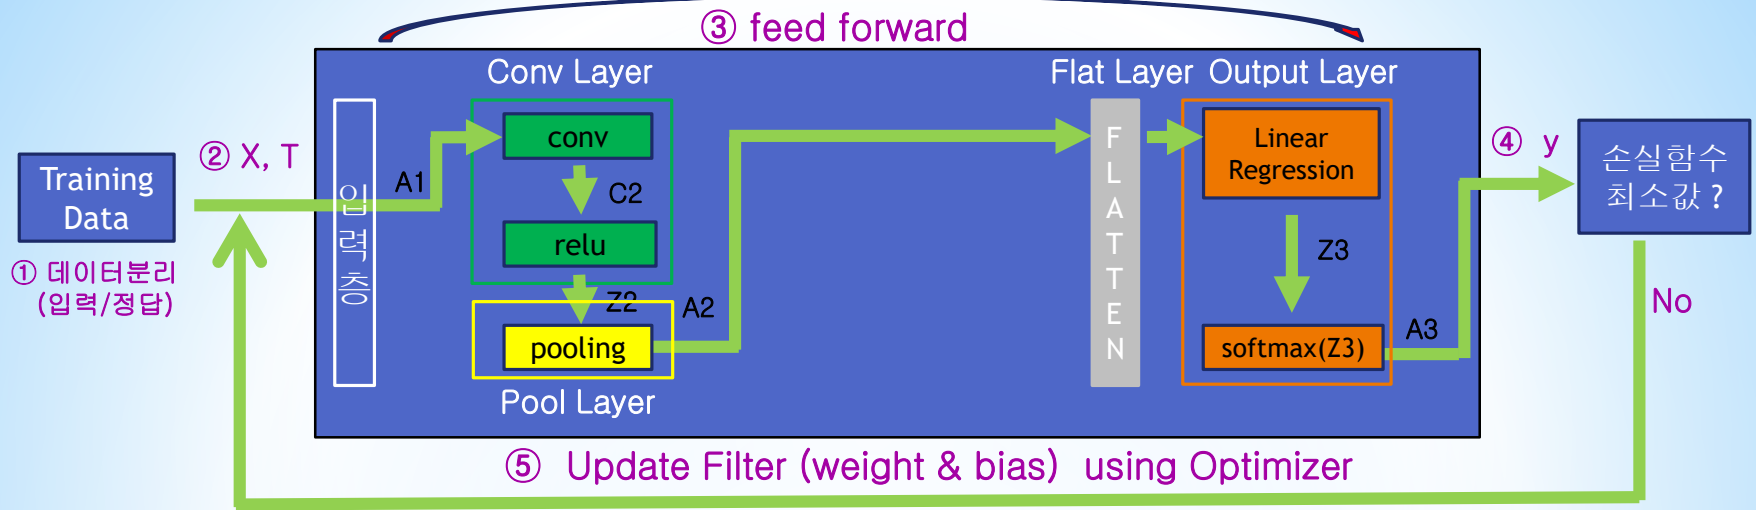 ③ feed forward
Conv Layer
Flat Layer
Output Layer
Training
Data
① 데이터분리
(입력/정답)
② X, T
입
력
층
A1
conv
C2
relu
Z2
pooling
Pool Layer
A2
F
L
A
T
T
E
N
Linear
Regression
Z3
softmax(Z3)
A3
④ y
손실함수
최소값 ?
No
⑤ Update Filter (weight & bias) using Optimizer